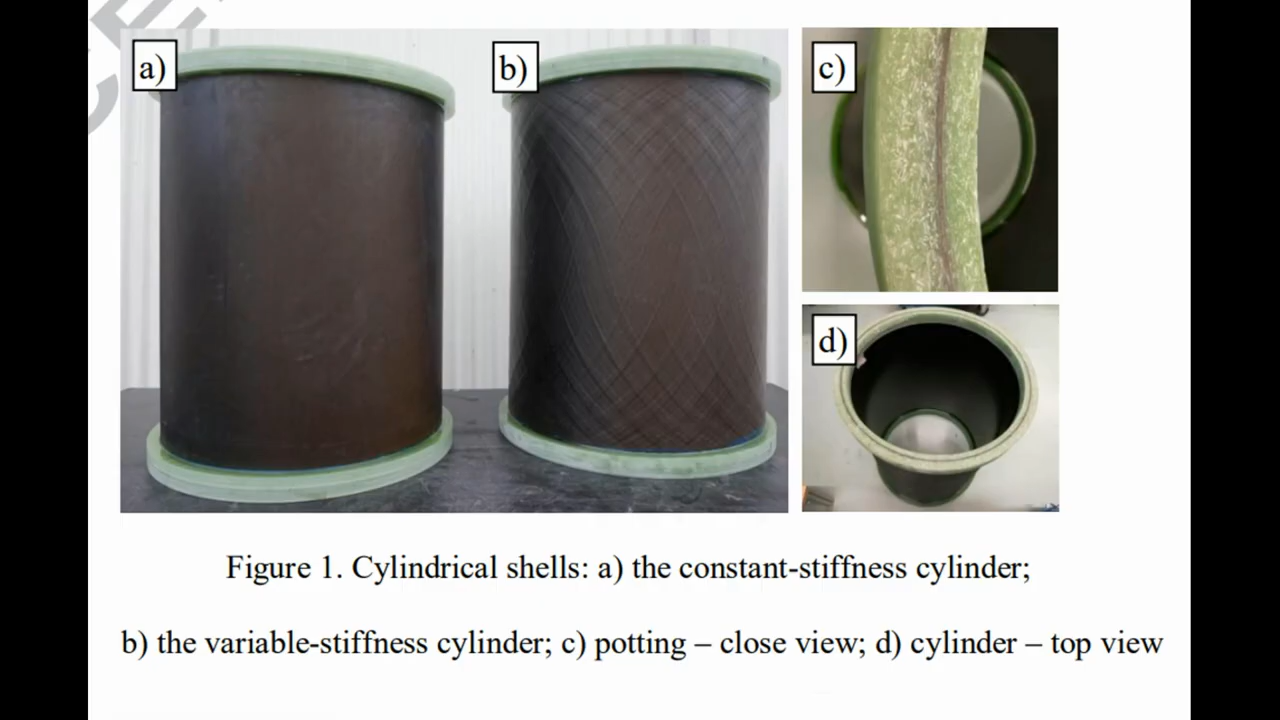 a)
b)
c)
d)
Figure 1. Cylindrical shells: a) the constant-stiffness cylinder;
b) the variable-stiffness cylinder; c) potting – close view; d) cylinder – top view